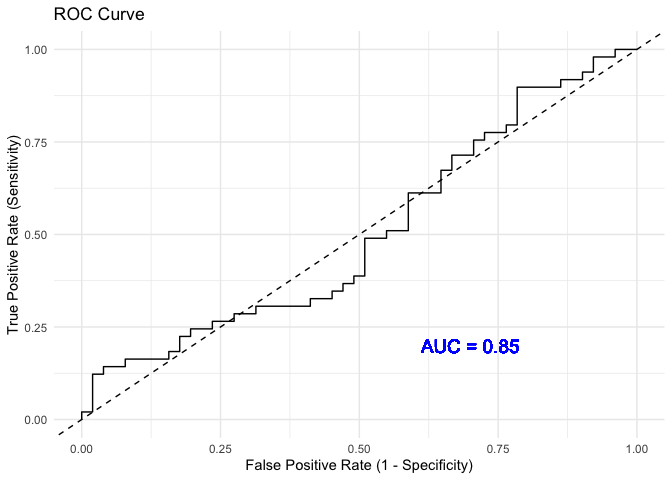 ROC Curve
True Positive Rate (Sensitivity)
1.00
0.75
0.50
0.25
0.00
AUC = 0.85
0.00 0.25 0.50 0.75 1.00
False Positive Rate (1 - Specificity)